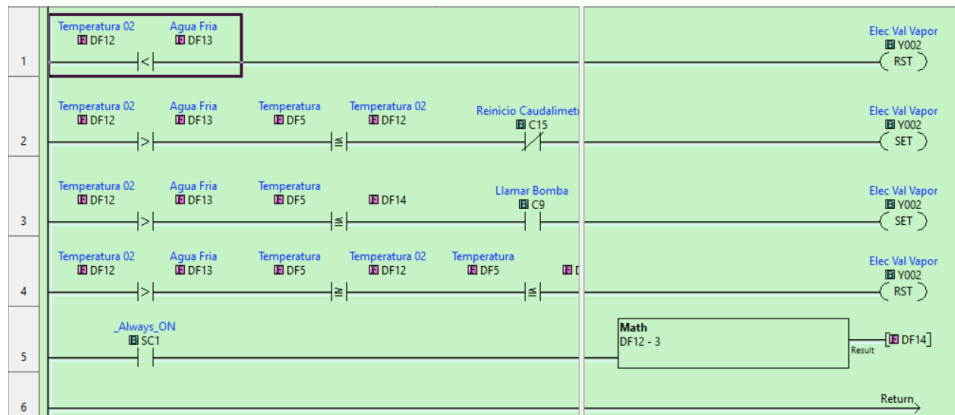 Temperatura 02 Agua Fria Elec Val Vapor
DF12 DF13 Y002
1 < RST
Temperatura 02 Agua Fria Temperatura Temperatura 02 Reinicio Caudalimet Elec Val Vapor
DF12 DF13 DF5 DF12 C15 Y002
2 > ≤ SET
Temperatura 02 Agua Fria Temperatura Llamar Bomba Elec Val Vapor
DF12 DF13 DF5 DF14 C9 Y002
3 > ≤ SET
Temperatura 02 Agua Fria Temperatura Temperatura 02 Temperatura Elec Val Vapor
DF12 DF13 DF5 DF12 DF5 Y002
4 > ≥ ≤ RST
_Always_ON
SC1
Math
DF12 - 3
5 Result DF14
6 Return